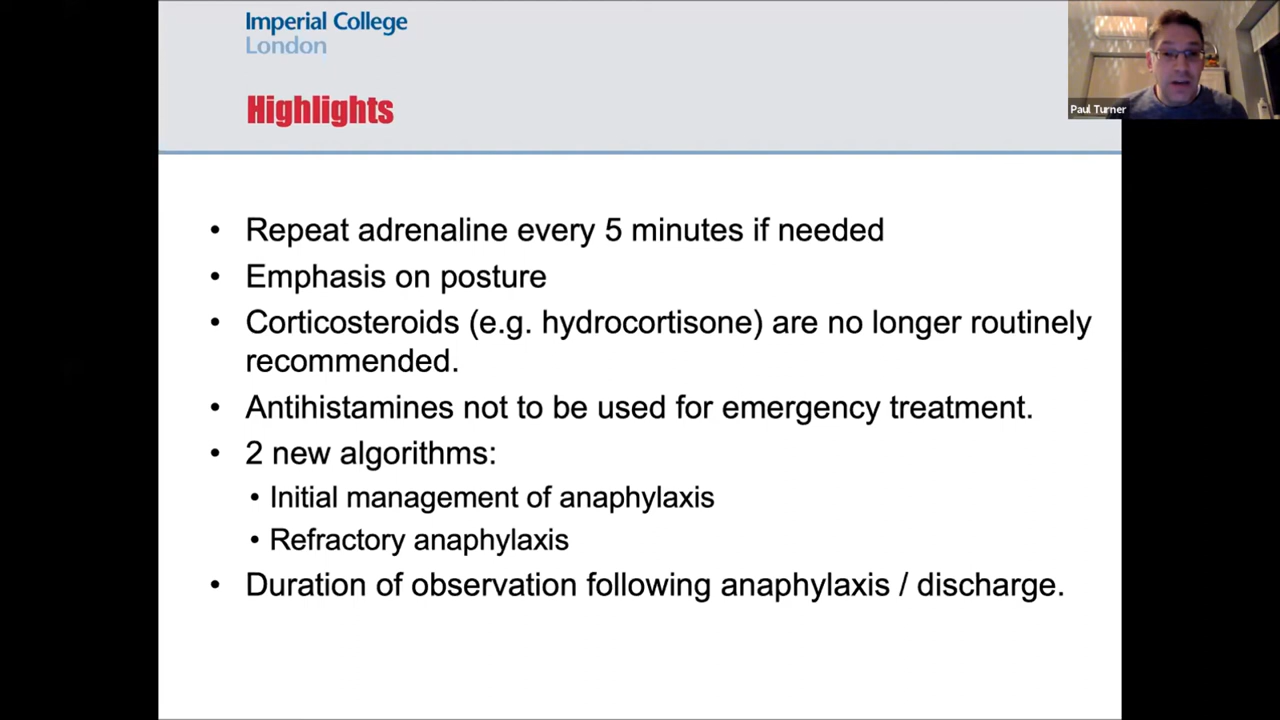 Imperial College
London
Highlights
Paul Turner
• Repeat adrenaline every 5 minutes if needed
• Emphasis on posture
• Corticosteroids (e.g. hydrocortisone) are no longer routinely
recommended.
• Antihistamines not to be used for emergency treatment.
• 2 new algorithms:
• Initial management of anaphylaxis
• Refractory anaphylaxis
• Duration of observation following anaphylaxis / discharge.